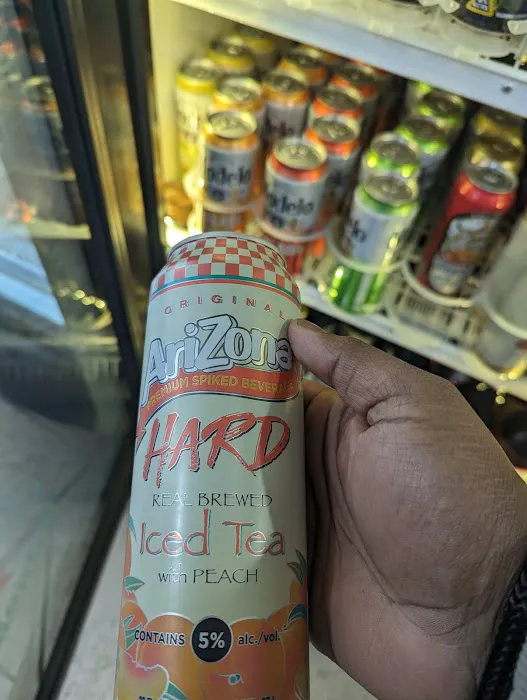 ORIGINAL
AriZona
PREMIUM SPIKED BEVERAGE
HARD
REAL BREWED
Iced Tea
with PEACH
CONTAINS 5% alc./vol.